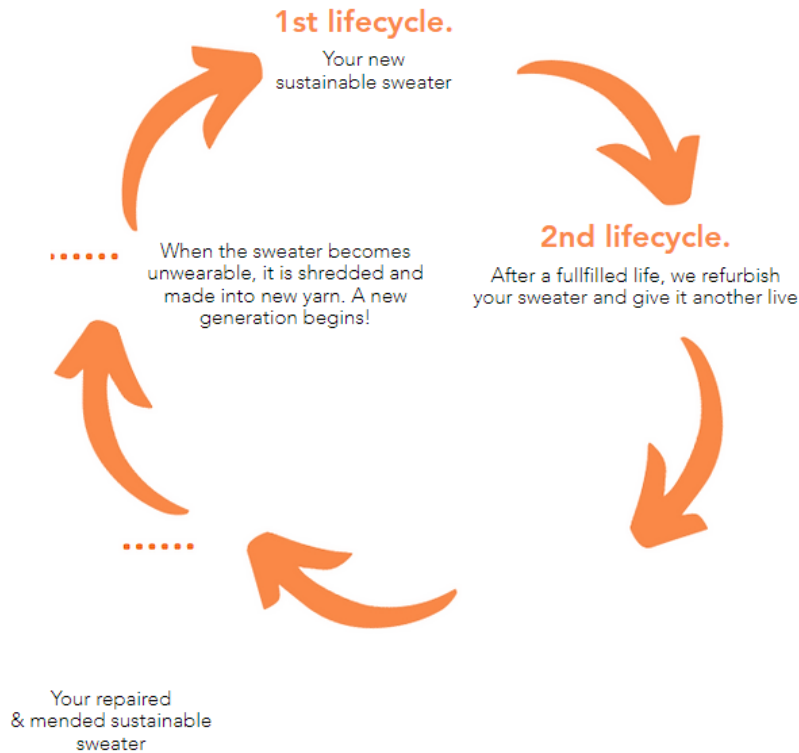 1st lifecycle.
Your new
sustainable sweater
2nd lifecycle.
After a fullfilled life, we refurbish
your sweater and give it another live
When the sweater becomes
unwearable, it is shredded and
made into new yarn. A new
generation begins!
Your repaired
& mended sustainable
sweater